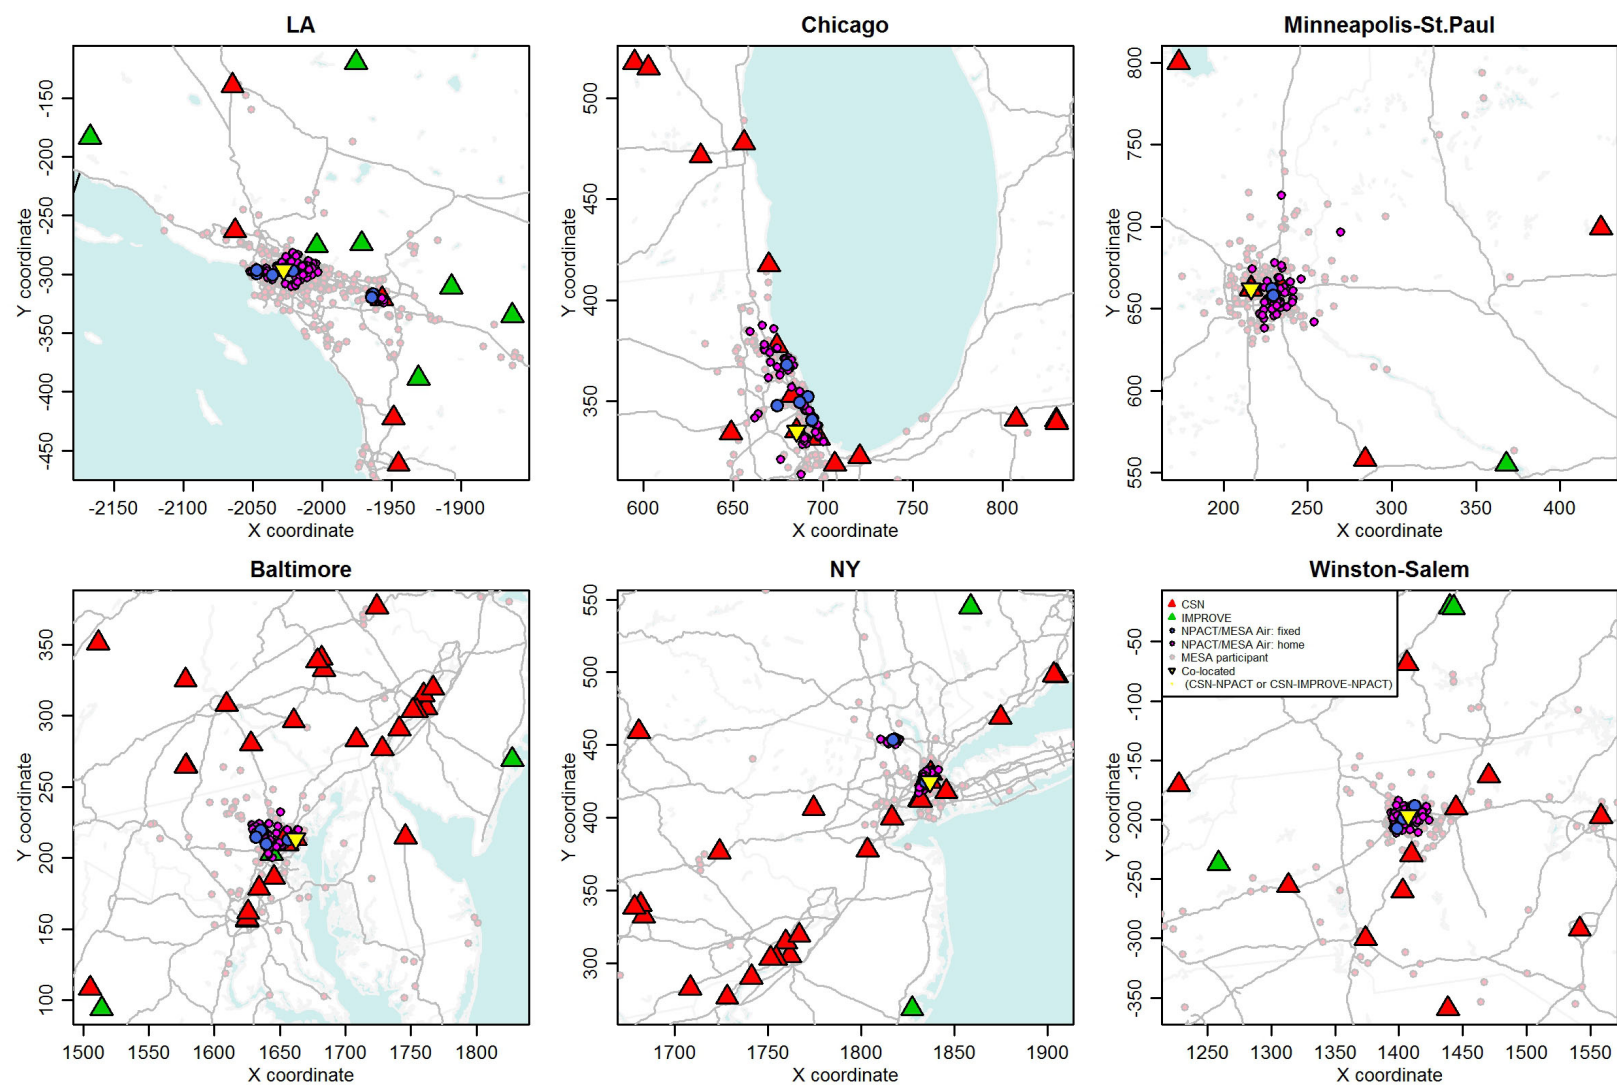 LA
Chicago
Minneapolis-St.Paul
Y coordinate
-150
-200
-250
-300
-350
-400
-450
-2150
-2100
-2050
-2000
-1950
-1900
X coordinate
Y coordinate
500
450
400
350
600
650
700
750
800
X coordinate
Y coordinate
800
750
700
650
600
550
200
250
300
350
400
X coordinate
Baltimore
NY
Winston-Salem
Y coordinate
350
300
250
200
150
100
1500
1550
1600
1650
1700
1750
1800
X coordinate
Y coordinate
550
500
450
400
350
300
1700
1750
1800
1850
1900
X coordinate
CSN
IMPROVE
NPACT/MESA Air: fixed
NPACT/MESA Air: home
MESA participant
Co-located
(CSN-NPACT or CSN-IMPROVE-NPACT)
Y coordinate
-50
-100
-150
-200
-250
-300
-350
1250
1300
1350
1400
1450
1500
1550
X coordinate